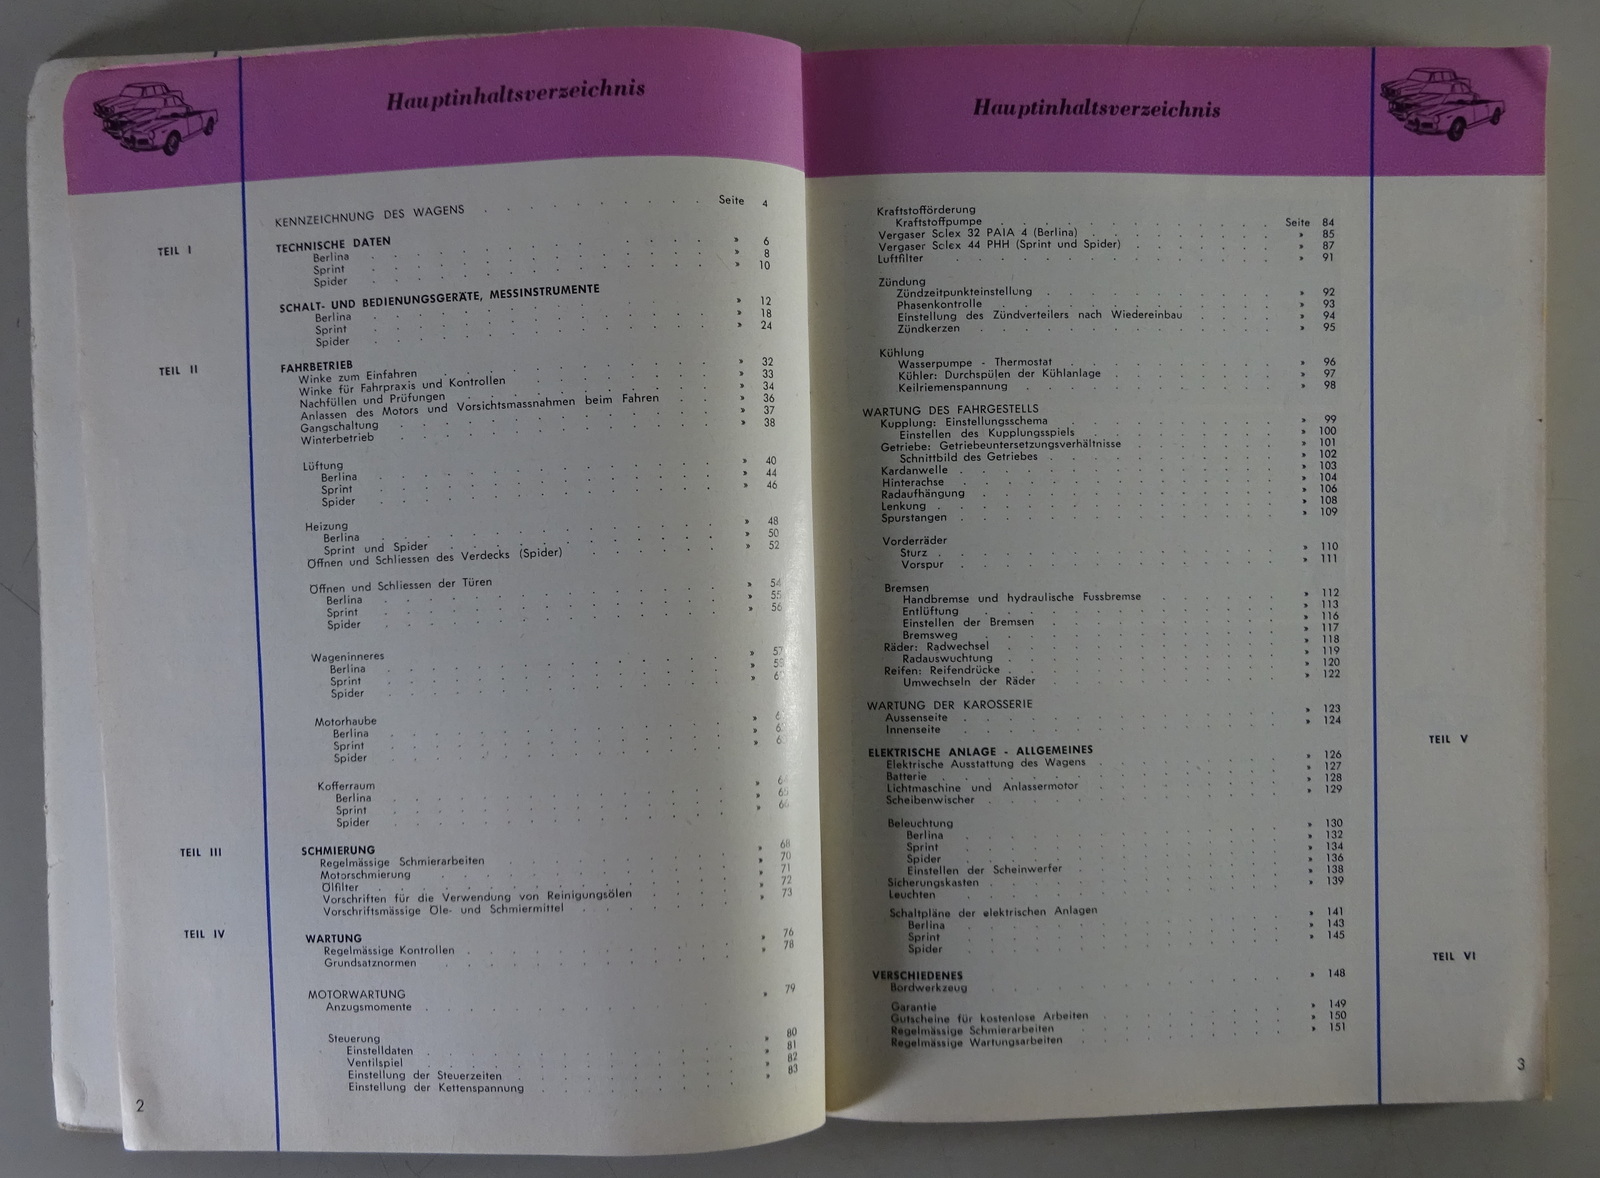 Hauptinhaltsverzeichnis
KENNZEICHNUNG DES WAGENS . . . Seite 4
TEIL I
TECHNISCHE DATEN
Berlina . . . » 6
Sprint . . . » 8
Spider . . . » 10
SCHALT- UND BEDIENUNGSGERÄTE, MESSINSTRUMENTE
Berlina . . . » 12
Sprint . . . » 18
Spider . . . » 24
TEIL II
FAHRBETRIEB
Winke zum Einfahren . . . » 32
Winke für Fahrpraxis und Kontrollen . . . » 33
Nachfüllen und Prüfungen . . . » 34
Anlassen des Motors und Vorsichtsmassnahmen beim Fahren . . . » 36
Gangschaltung . . . » 37
Winterbetrieb . . . » 38
Lüftung
Berlina . . . » 40
Sprint . . . » 44
Spider . . . » 46
Heizung
Berlina . . . » 48
Sprint und Spider . . . » 50
Öffnen und Schliessen des Verdecks (Spider) . . . » 52
Öffnen und Schliessen der Türen
Berlina . . . » 54
Sprint . . . » 55
Spider . . . » 56
Wageninneres
Berlina . . . » 57
Sprint . . . »
Spider . . . »
Motorhaube
Berlina . . . »
Sprint . . . »
Spider . . . »
Kofferraum
Berlina . . . »
Sprint . . . » 65
Spider . . . » 66
TEIL III
SCHMIERUNG
Regelmässige Schmierarbeiten . . . » 68
Motorschmierung . . . » 70
Ölfilter . . . » 71
Vorschriften für die Verwendung von Reinigungsölen . . . » 72
Vorschriftsmässige Öle- und Schmiermittel . . . » 73
TEIL IV
WARTUNG
Regelmässige Kontrollen . . . » 76
Grundsatznormen . . . » 78
MOTORWARTUNG
Anzugsmomente . . . » 79
Steuerung
Einstelldaten . . . » 80
Ventilspiel . . . » 81
Einstellung der Steuerzeiten . . . » 82
Einstellung der Kettenspannung . . . » 83
2
Hauptinhaltsverzeichnis
Kraftstofförderung
Kraftstoffpumpe . . . Seite 84
Vergaser Solex 32 PAIA 4 (Berlina) . . . » 85
Vergaser Solex 44 PHH (Sprint und Spider) . . . » 87
Luftfilter . . . » 91
Zündung
Zündzeitpunkteinstellung . . . » 92
Phasenkontrolle . . . » 93
Einstellung des Zündverteilers nach Wiedereinbau . . . » 94
Zündkerzen . . . » 95
Kühlung
Wasserpumpe - Thermostat . . . » 96
Kühler: Durchspülen der Kühlanlage . . . » 97
Keilriemenspannung . . . » 98
WARTUNG DES FAHRGESTELLS
Kupplung: Einstellungsschema . . . » 99
Einstellen des Kupplungsspiels . . . » 100
Getriebe: Getriebeuntersetzungsverhältnisse . . . » 101
Schnittbild des Getriebes . . . » 102
Kardanwelle . . . » 103
Hinterachse . . . » 104
Radaufhängung . . . » 106
Lenkung . . . » 108
Spurstangen . . . » 109
Vorderräder
Sturz . . . » 110
Vorspur . . . » 111
Bremsen
Handbremse und hydraulische Fussbremse . . . » 112
Entlüftung . . . » 113
Einstellen der Bremsen . . . » 116
Bremsweg . . . » 117
Räder: Radwechsel . . . » 118
Radauswuchtung . . . » 119
Reifen: Reifendrücke . . . » 120
Umwechseln der Räder . . . » 122
WARTUNG DER KAROSSERIE
Aussenseite . . . » 123
Innenseite . . . » 124
TEIL V
ELEKTRISCHE ANLAGE - ALLGEMEINES
Elektrische Ausstattung des Wagens . . . » 126
Batterie . . . » 127
Lichtmaschine und Anlassermotor . . . » 128
Scheibenwischer . . . » 129
Beleuchtung
Berlina . . . » 130
Sprint . . . » 132
Spider . . . » 134
Einstellen der Scheinwerfer . . . » 136
Sicherungskasten . . . » 138
Leuchten . . . » 139
Schaltpläne der elektrischen Anlagen
Berlina . . . » 141
Sprint . . . » 143
Spider . . . » 145
TEIL VI
VERSCHIEDENES
Bordwerkzeug . . . » 148
Garantie
Gutscheine für kostenlose Arbeiten . . . » 149
Regelmässige Schmierarbeiten . . . » 150
Regelmässige Wartungsarbeiten . . . » 151
3